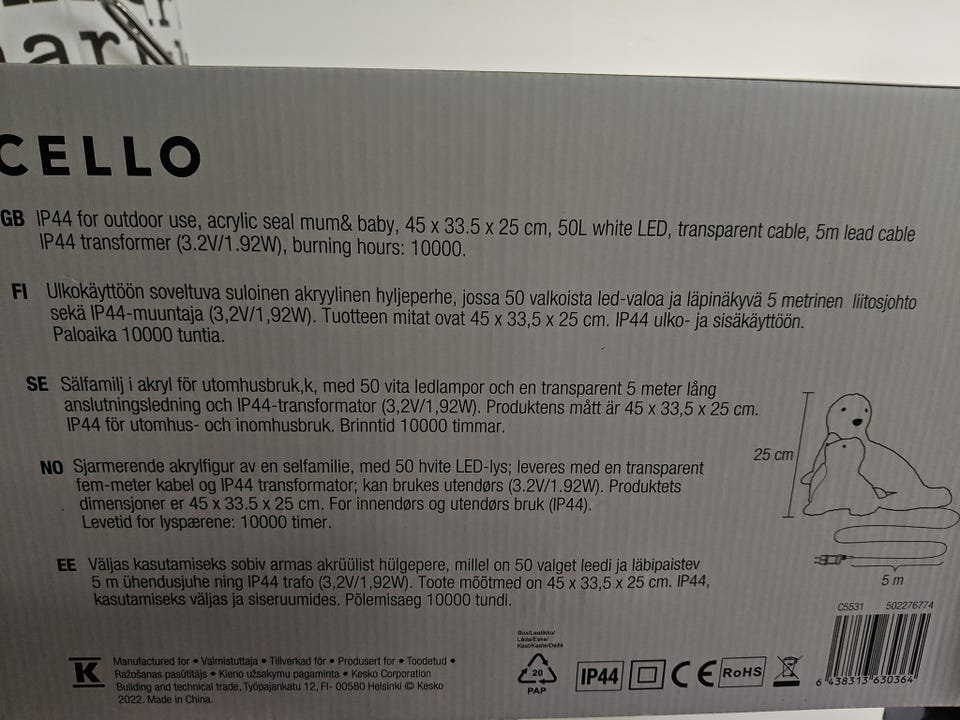 ar
CELLO
GB IP44 for outdoor use, acrylic seal mum& baby, 45 x 33.5 x 25 cm, 50L white LED, transparent cable, 5m lead cable
IP44 transformer (3.2V/1.92W), burning hours: 10000.
FI Ulkokäyttöön soveltuva suloinen akryylinen hyljeperhe, jossa 50 valkoista led-valoa ja läpinäkyvä 5 metrinen liitosjohto
sekä IP44-muuntaja (3,2V/1,92W). Tuotteen mitat ovat 45 x 33,5 x 25 cm. IP44 ulko- ja sisäkäyttöön.
Paloaika 10000 tuntia.
SE Sälfamilj i akryl för utomhusbruk,k, med 50 vita ledlampor och en transparent 5 meter lång
anslutningsledning och IP44-transformator (3,2V/1,92W). Produktens mått är 45 x 33,5 x 25 cm.
IP44 för utomhus- och inomhusbruk. Brinntid 10000 timmar.
NO Sjarmerende akrylfigur av en selfamilie, med 50 hvite LED-lys; leveres med en transparent
fem-meter kabel og IP44 transformator; kan brukes utendørs (3.2V/1.92W). Produktets
dimensjoner er 45 x 33.5 x 25 cm. For innendørs og utendørs bruk (IP44).
Levetid for lyspærene: 10000 timer.
EE Väljas kasutamiseks sobiv armas akrüülist hülgepere, millel on 50 valget leedi ja läbipaistev
5 m ühendusjuhe ning IP44 trafo (3,2V/1,92W). Toote mõõtmed on 45 x 33,5 x 25 cm. IP44,
kasutamiseks väljas ja siseruumides. Põlemisaeg 10000 tundi.
25 cm
5 m
C5531 502276774
6 438313 630364
K
Manufactured for • Valmistuttaja • Tillverkad för • Produsert for • Toodetud •
Ražošanas pasūtītājs • Kieno užsakymu pagaminta • Kesko Corporation
Building and technical trade, Työpajankatu 12, FI- 00580 Helsinki © Kesko
2022. Made in China.
Box/Laatikko/
Låda/Eske/
Kast/Kaste/Dėžė
20
PAP
IP44
CE
RoHS